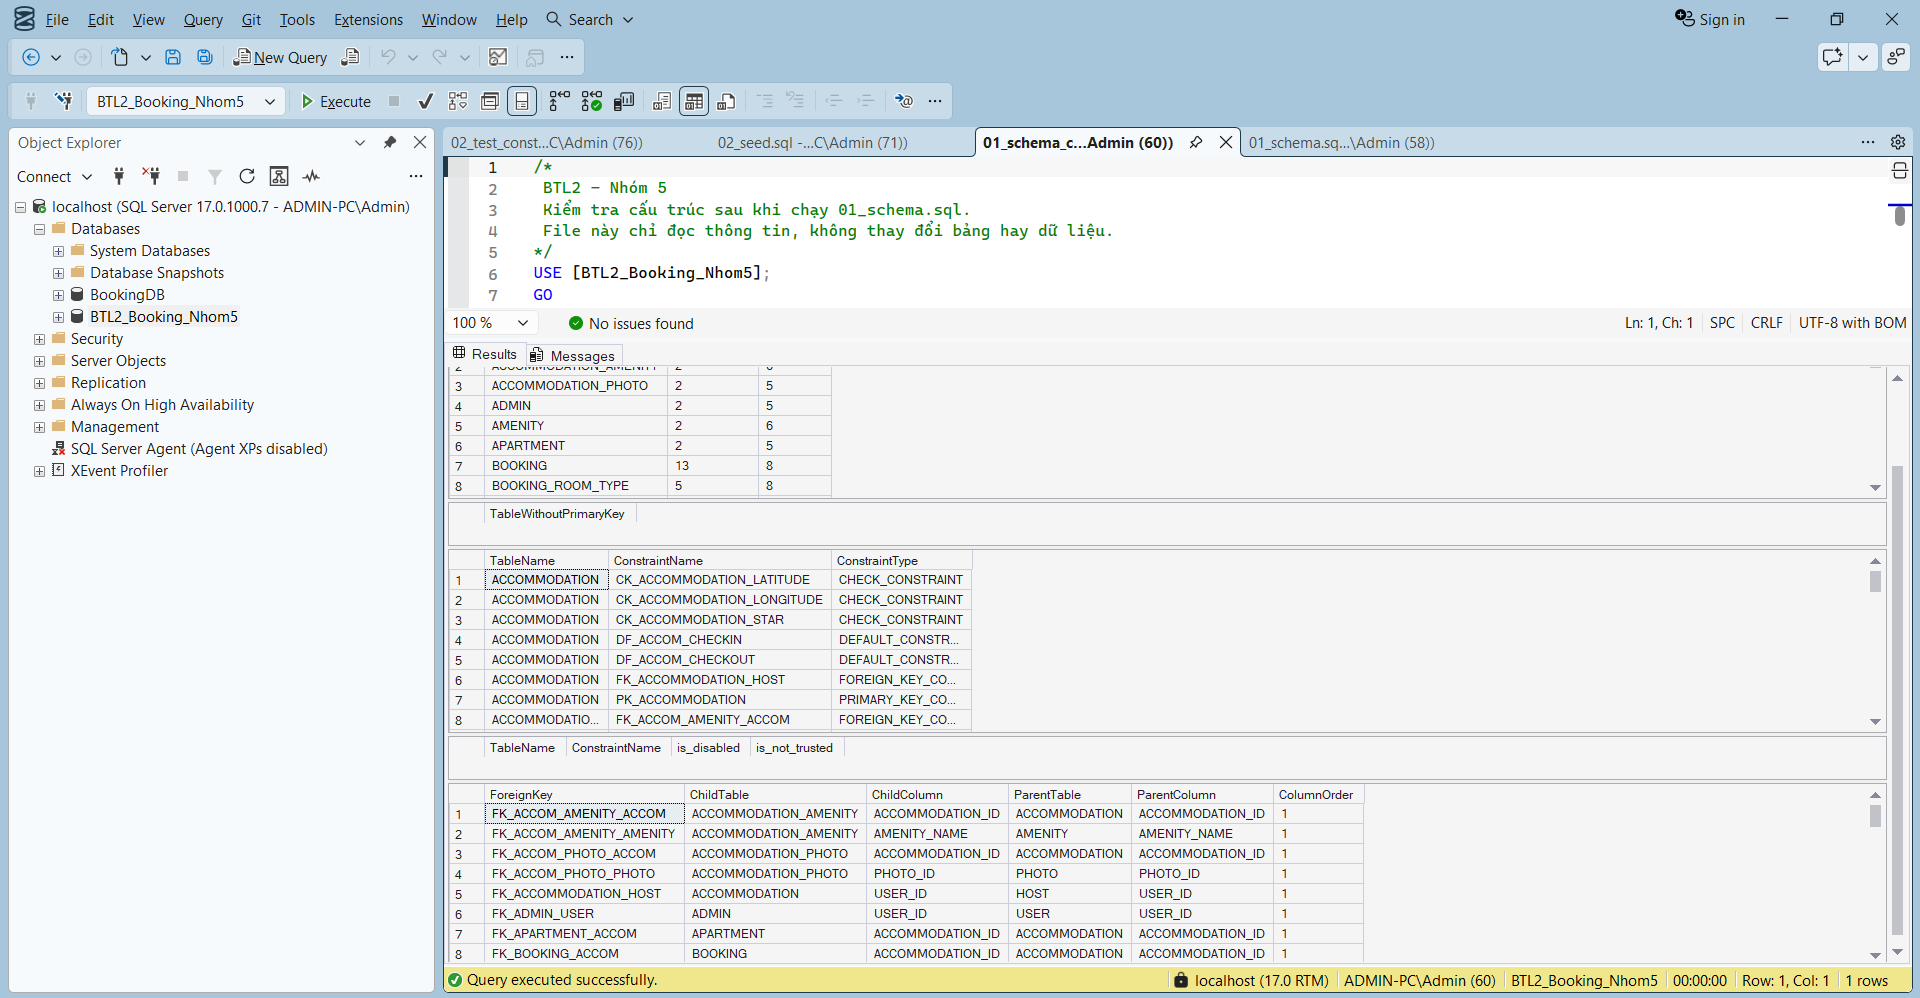 File Edit View Query Git Tools Extensions Window Help Search Sign in
New Query
BTL2_Booking_Nhom5 Execute
Object Explorer
Connect
localhost (SQL Server 17.0.1000.7 - ADMIN-PC\Admin)
Databases
System Databases
Database Snapshots
BookingDB
BTL2_Booking_Nhom5
Security
Server Objects
Replication
Always On High Availability
Management
SQL Server Agent (Agent XPs disabled)
XEvent Profiler
02_test_const...C\Admin (76)) 02_seed.sql -...C\Admin (71)) 01_schema_c...Admin (60)) 01_schema.sq...\Admin (58))
1 /*
2 BTL2 - Nhóm 5
3 Kiểm tra cấu trúc sau khi chạy 01_schema.sql.
4 File này chỉ đọc thông tin, không thay đổi bảng hay dữ liệu.
5 */
6 USE [BTL2_Booking_Nhom5];
7 GO
100 % No issues found Ln: 1, Ch: 1 SPC CRLF UTF-8 with BOM
Results Messages
2 ACCOMMODATION_AMENITY 2
3 ACCOMMODATION_PHOTO 2 5
4 ADMIN 2 5
5 AMENITY 2 6
6 APARTMENT 2 5
7 BOOKING 13 8
8 BOOKING_ROOM_TYPE 5 8
TableWithoutPrimaryKey
TableName ConstraintName ConstraintType
1 ACCOMMODATION CK_ACCOMMODATION_LATITUDE CHECK_CONSTRAINT
2 ACCOMMODATION CK_ACCOMMODATION_LONGITUDE CHECK_CONSTRAINT
3 ACCOMMODATION CK_ACCOMMODATION_STAR CHECK_CONSTRAINT
4 ACCOMMODATION DF_ACCOM_CHECKIN DEFAULT_CONSTR...
5 ACCOMMODATION DF_ACCOM_CHECKOUT DEFAULT_CONSTR...
6 ACCOMMODATION FK_ACCOMMODATION_HOST FOREIGN_KEY_CO...
7 ACCOMMODATION PK_ACCOMMODATION PRIMARY_KEY_CO...
8 ACCOMMODATIO... FK_ACCOM_AMENITY_ACCOM FOREIGN_KEY_CO...
TableName ConstraintName is_disabled is_not_trusted
ForeignKey ChildTable ChildColumn ParentTable ParentColumn ColumnOrder
1 FK_ACCOM_AMENITY_ACCOM ACCOMMODATION_AMENITY ACCOMMODATION_ID ACCOMMODATION ACCOMMODATION_ID 1
2 FK_ACCOM_AMENITY_AMENITY ACCOMMODATION_AMENITY AMENITY_NAME AMENITY AMENITY_NAME 1
3 FK_ACCOM_PHOTO_ACCOM ACCOMMODATION_PHOTO ACCOMMODATION_ID ACCOMMODATION ACCOMMODATION_ID 1
4 FK_ACCOM_PHOTO_PHOTO ACCOMMODATION_PHOTO PHOTO_ID PHOTO PHOTO_ID 1
5 FK_ACCOMMODATION_HOST ACCOMMODATION USER_ID HOST USER_ID 1
6 FK_ADMIN_USER ADMIN USER_ID USER USER_ID 1
7 FK_APARTMENT_ACCOM APARTMENT ACCOMMODATION_ID ACCOMMODATION ACCOMMODATION_ID 1
8 FK_BOOKING_ACCOM BOOKING ACCOMMODATION_ID ACCOMMODATION ACCOMMODATION_ID 1
Query executed successfully. localhost (17.0 RTM) ADMIN-PC\Admin (60) BTL2_Booking_Nhom5 00:00:00 Row: 1, Col: 1 1 rows